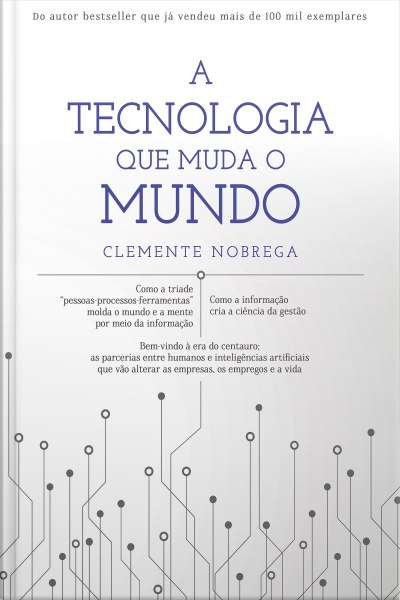 Do autor bestseller que já vendeu mais de 100 mil exemplares
A
TECNOLOGIA
QUE MUDA O
MUNDO
CLEMENTE NOBREGA
Como a tríade
"pessoas-processos-ferramentas"
molda o mundo e a mente
por meio da informação
Como a informação
cria a ciência da gestão
Bem-vindo à era do centauro;
as parcerias entre humanos e inteligências artificiais
que vão alterar as empresas, os empregos e a vida